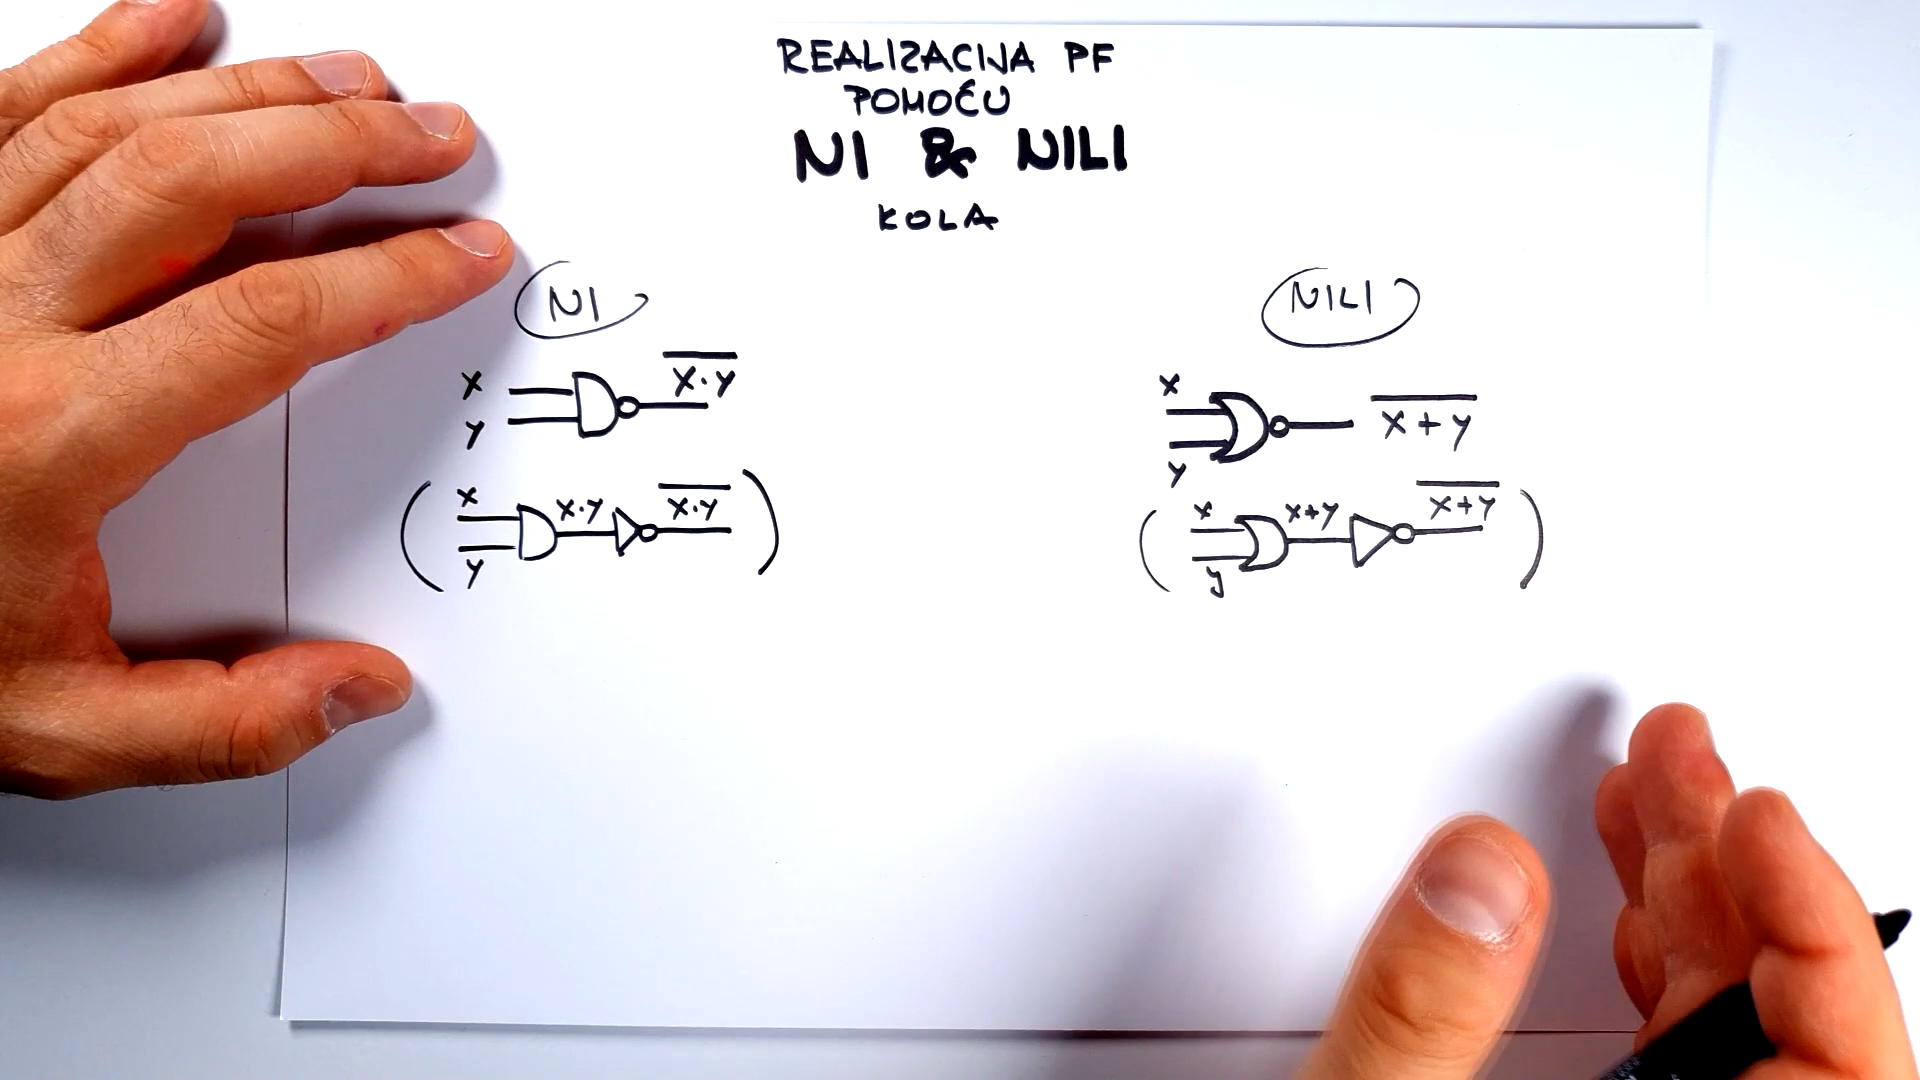 REALIZACIJA PF
POMOĆU
NI & NILI
KOLA
NI
x
y
X·Y
x
y
X·Y
X·Y
NILI
x
y
X+Y
x
y
X+Y
X+Y